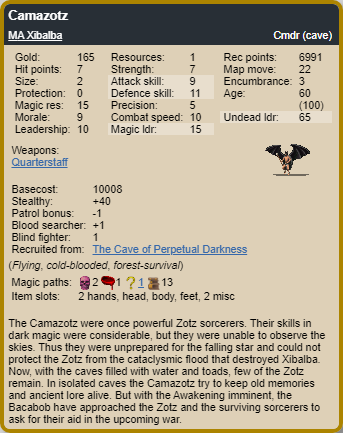 Camazotz
MA Xibalba Cmdr (cave)
Gold: 165 Resources: 1 Rec points: 6991
Hit points: 7 Strength: 7 Map move: 22
Size: 2 Attack skill: 9 Encumbrance: 3
Protection: 0 Defence skill: 11 Age: 60
Magic res: 15 Precision: 5 (100)
Morale: 9 Combat speed: 10 Undead ldr: 65
Leadership: 10 Magic ldr: 15
Weapons:
Quarterstaff
Basecost: 10008
Stealthy: +40
Patrol bonus: -1
Blood searcher: +1
Blind fighter: 1
Recruited from: The Cave of Perpetual Darkness
(Flying, cold-blooded, forest-survival)
Magic paths: 2 1 ? 1 13
Item slots: 2 hands, head, body, feet, 2 misc
The Camazotz were once powerful Zotz sorcerers. Their skills in
dark magic were considerable, but they were unable to observe the
skies. Thus they were unprepared for the falling star and could not
protect the Zotz from the cataclysmic flood that destroyed Xibalba.
Now, with the caves filled with water and toads, few of the Zotz
remain. In isolated caves the Camazotz try to keep old memories
and ancient lore alive. But with the Awakening imminent, the
Bacabob have approached the Zotz and the surviving sorcerers to
ask for their aid in the upcoming war.